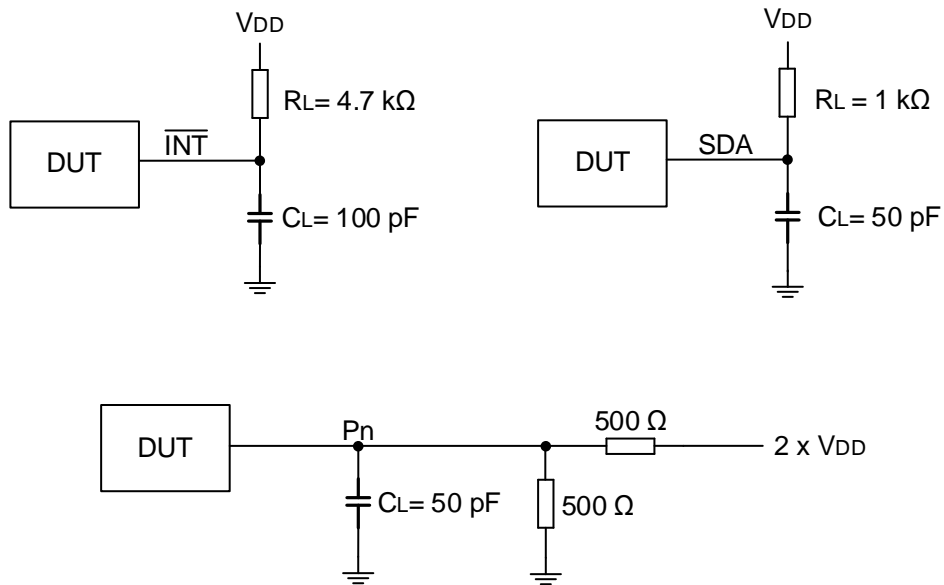 VDD
RL= 4.7 kΩ
DUT
INT
CL= 100 pF
VDD
RL = 1 kΩ
DUT
SDA
CL= 50 pF
DUT
Pn
500 Ω
2 x VDD
CL= 50 pF
500 Ω